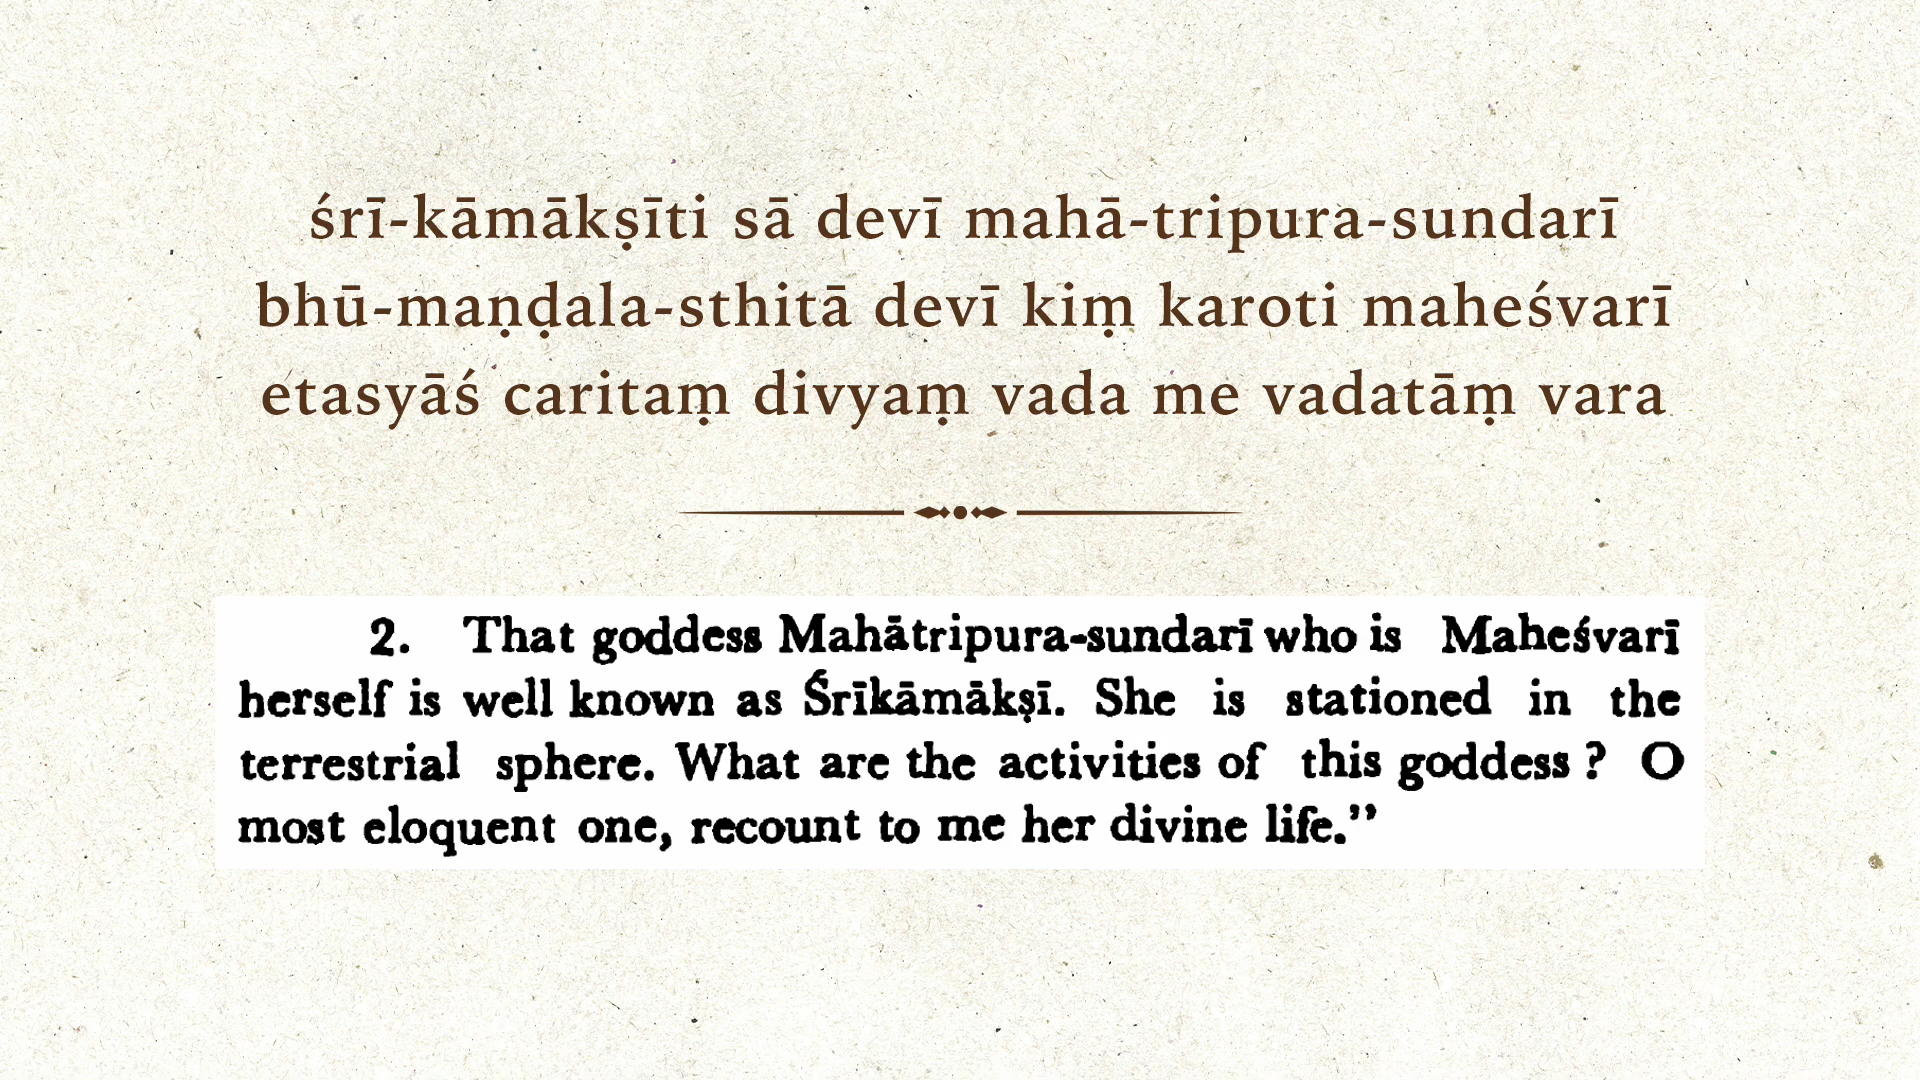 śrī-kāmākṣīti sā devī mahā-tripura-sundarī
bhū-maṇḍala-sthitā devī kiṃ karoti maheśvarī
etasyāś caritaṃ divyaṃ vada me vadatāṃ vara
2. That goddess Mahātripura-sundarī who is Maheśvarī
herself is well known as Śrīkāmākṣī. She is stationed in the
terrestrial sphere. What are the activities of this goddess ? O
most eloquent one, recount to me her divine life.”